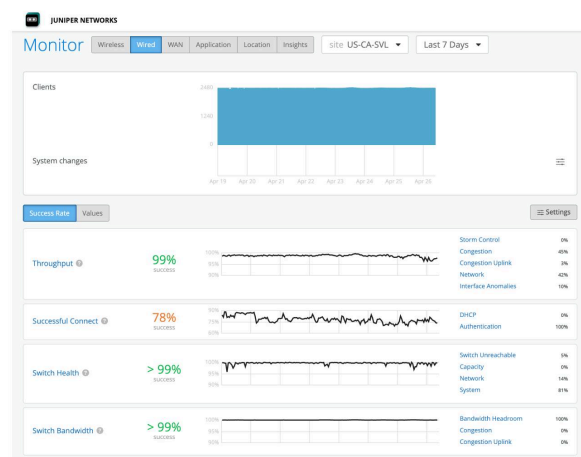 JUNIPER NETWORKS
Monitor Wireless Wired WAN Application Location Insights site US-CA-SVL Last 7 Days
Clients
2480
1240
0
System changes
Apr 19 Apr 20 Apr 21 Apr 22 Apr 23 Apr 24 Apr 25 Apr 26
Success Rate Values Settings
Throughput ?
99%
success
100%
95%
90%
Storm Control 0%
Congestion 45%
Congestion Uplink 3%
Network 42%
Interface Anomalies 10%
Successful Connect ?
78%
success
90%
75%
60%
DHCP 0%
Authentication 100%
Switch Health ?
> 99%
success
100%
95%
90%
Switch Unreachable 5%
Capacity 0%
Network 14%
System 81%
Switch Bandwidth ?
> 99%
success
100%
95%
90%
Bandwidth Headroom 100%
Congestion 0%
Congestion Uplink 0%